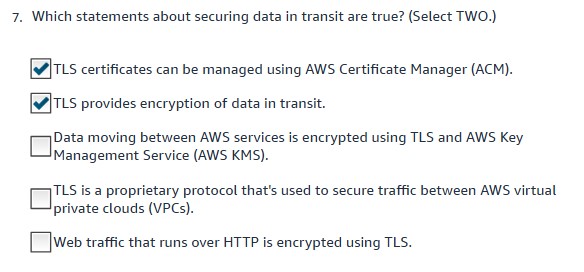 7. Which statements about securing data in transit are true? (Select TWO.)
TLS certificates can be managed using AWS Certificate Manager (ACM).
TLS provides encryption of data in transit.
Data moving between AWS services is encrypted using TLS and AWS Key
Management Service (AWS KMS).
TLS is a proprietary protocol that's used to secure traffic between AWS virtual
private clouds (VPCs).
Web traffic that runs over HTTP is encrypted using TLS.